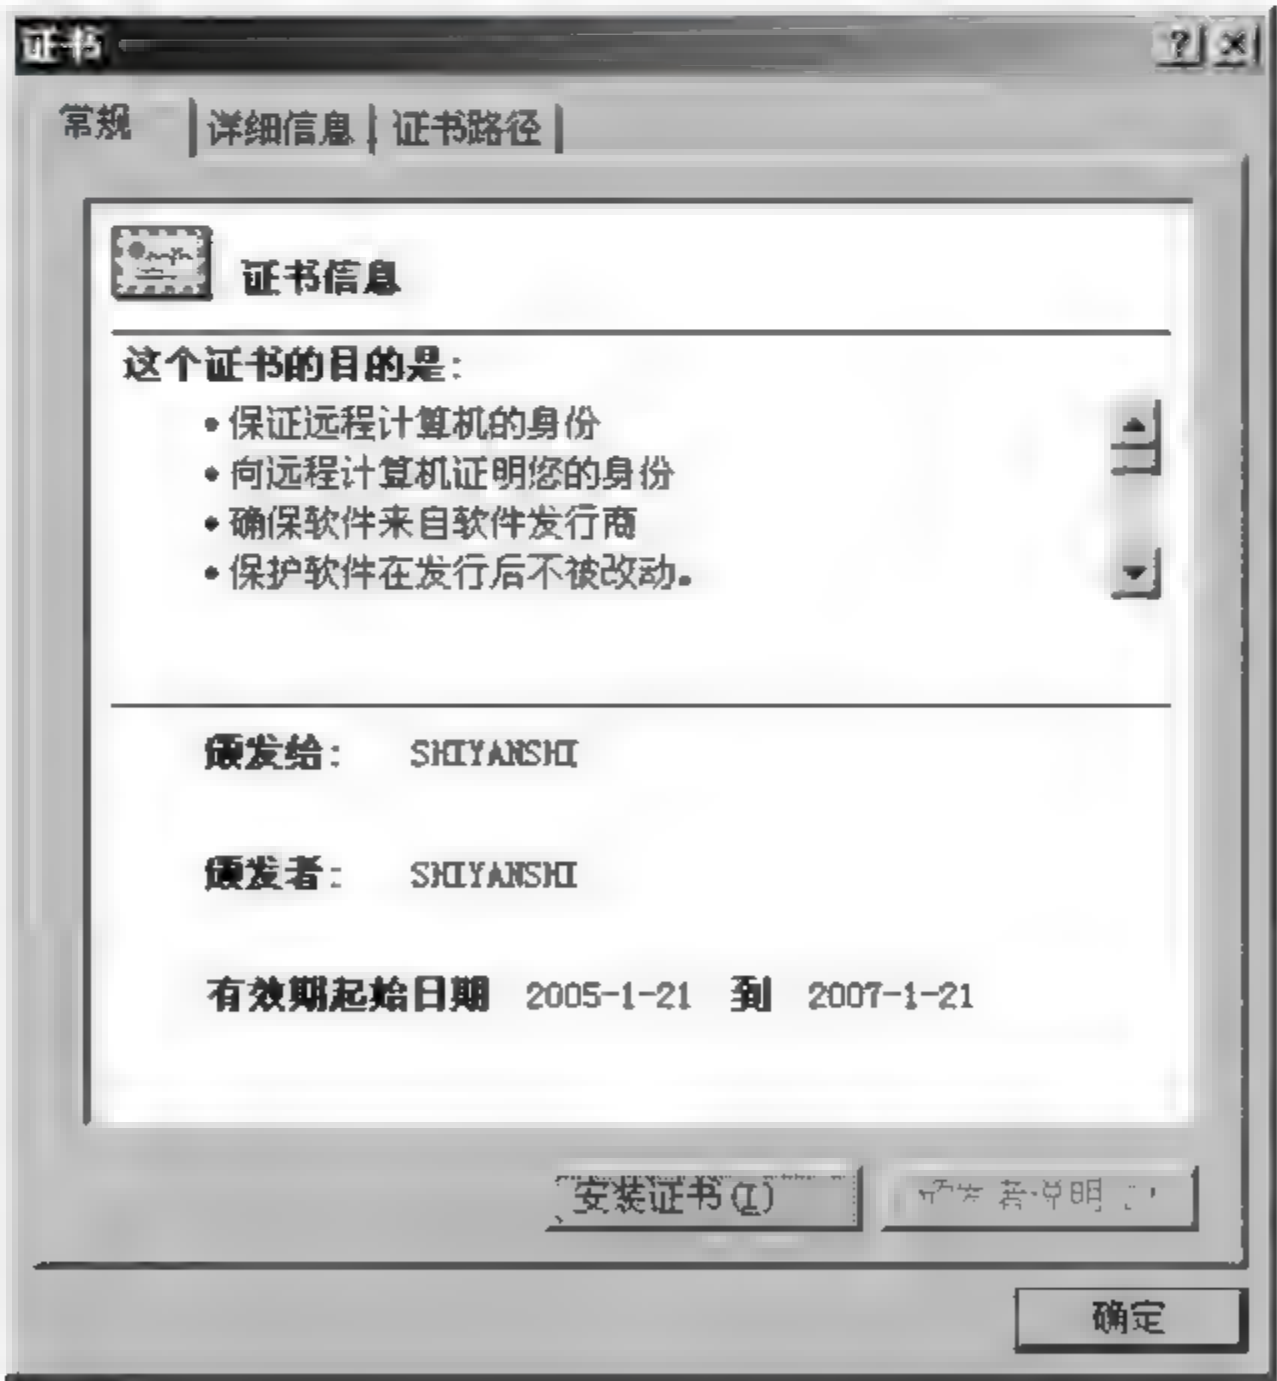 证书
常规 详细信息 证书路径
证书信息
这个证书的目的是:
•保证远程计算机的身份
•向远程计算机证明您的身份
•确保软件来自软件发行商
•保护软件在发行后不被改动。
颁发给: SHIYANSHI
颁发者: SHIYANSHI
有效期起始日期 2005-1-21 到 2007-1-21
安装证书(I) 说明
确定